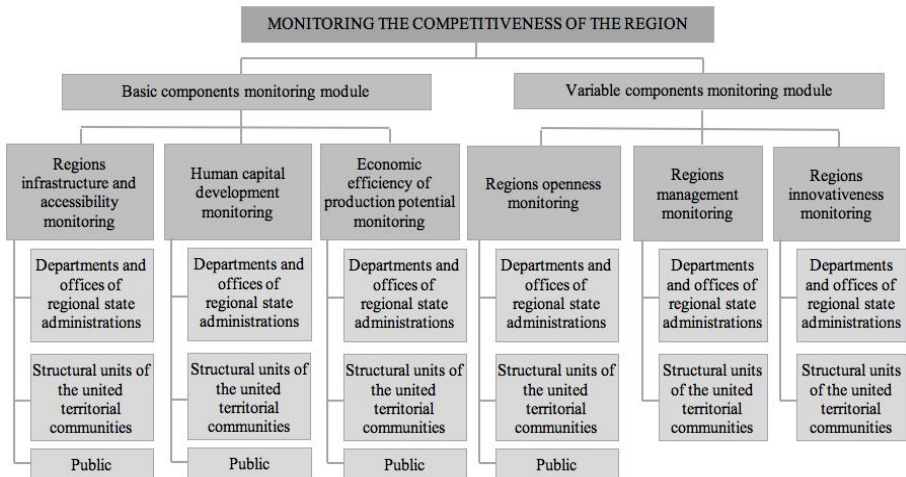 MONITORING THE COMPETITIVENESS OF THE REGION
Basic components monitoring module
Variable components monitoring module
Regions
infrastructure and
accessibility
monitoring
Human capital
development
monitoring
Economic
efficiency of
production potential
monitoring
Regions openness
monitoring
Regions
management
monitoring
Regions
innovativeness
monitoring
Departments and
offices of
regional state
administrations
Departments and
offices of
regional state
administrations
Departments and
offices of
regional state
administrations
Departments and
offices of
regional state
administrations
Departments
and offices of
regional state
administrations
Departments
and offices of
regional state
administrations
Structural units of
the united
territorial
communities
Structural units of
the united
territorial
communities
Structural units of
the united
territorial
communities
Structural units of
the united
territorial
communities
Structural units
of the united
territorial
communities
Structural units
of the united
territorial
communities
Public
Public
Public
Public